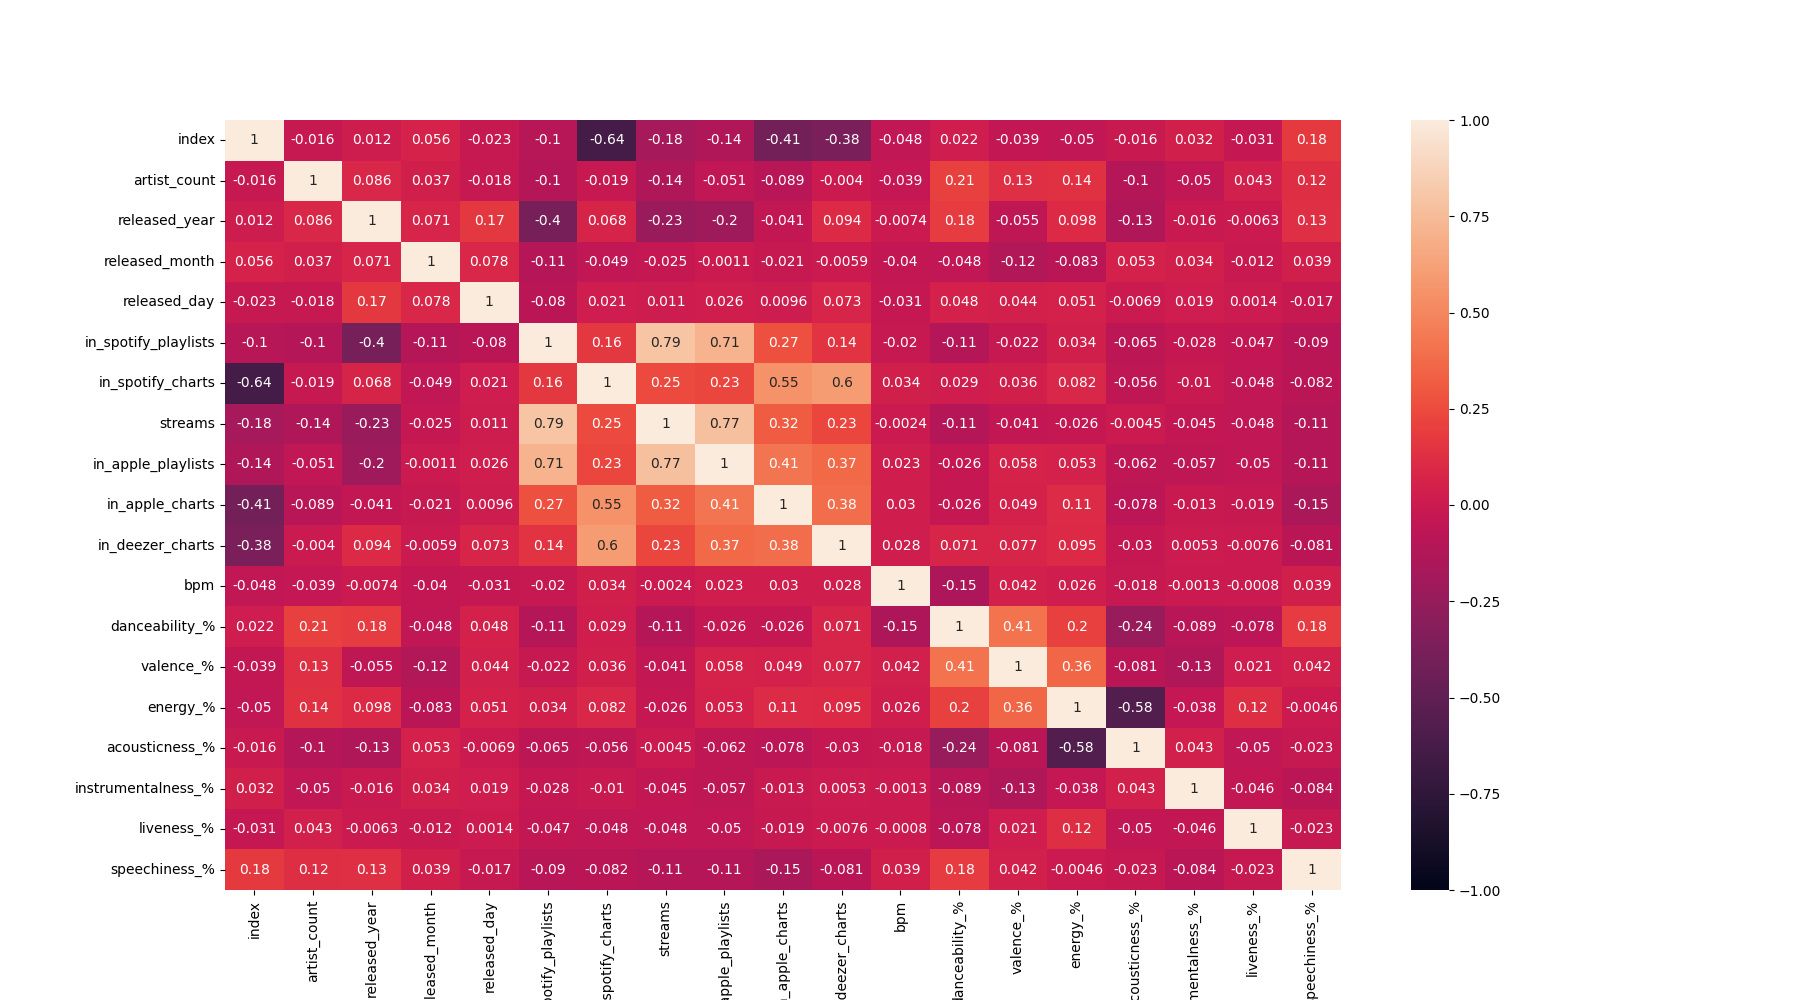 index 1 -0.016 0.012 0.056 -0.023 -0.1 -0.64 -0.18 -0.14 -0.41 -0.38 -0.048 0.022 -0.039 -0.05 -0.016 0.032 -0.031 0.18
artist_count -0.016 1 0.086 0.037 -0.018 -0.1 -0.019 -0.14 -0.051 -0.089 -0.004 -0.039 0.21 0.13 0.14 -0.1 -0.05 0.043 0.12
released_year 0.012 0.086 1 0.071 0.17 -0.4 0.068 -0.23 -0.2 -0.041 0.094 -0.0074 0.18 -0.055 0.098 -0.13 -0.016 -0.0063 0.13
released_month 0.056 0.037 0.071 1 0.078 -0.11 -0.049 -0.025 -0.0011 -0.021 -0.0059 -0.04 -0.048 -0.12 -0.083 0.053 0.034 -0.012 0.039
released_day -0.023 -0.018 0.17 0.078 1 -0.08 0.021 0.011 0.026 0.0096 0.073 -0.031 0.048 0.044 0.051 -0.0069 0.019 0.0014 -0.017
in_spotify_playlists -0.1 -0.1 -0.4 -0.11 -0.08 1 0.16 0.79 0.71 0.27 0.14 -0.02 -0.11 -0.022 0.034 -0.065 -0.028 -0.047 -0.09
in_spotify_charts -0.64 -0.019 0.068 -0.049 0.021 0.16 1 0.25 0.23 0.55 0.6 0.034 0.029 0.036 0.082 -0.056 -0.01 -0.048 -0.082
streams -0.18 -0.14 -0.23 -0.025 0.011 0.79 0.25 1 0.77 0.32 0.23 -0.0024 -0.11 -0.041 -0.026 -0.0045 -0.045 -0.048 -0.11
in_apple_playlists -0.14 -0.051 -0.2 -0.0011 0.026 0.71 0.23 0.77 1 0.41 0.37 0.023 -0.026 0.058 0.053 -0.062 -0.057 -0.05 -0.11
in_apple_charts -0.41 -0.089 -0.041 -0.021 0.0096 0.27 0.55 0.32 0.41 1 0.38 0.03 -0.026 0.049 0.11 -0.078 -0.013 -0.019 -0.15
in_deezer_charts -0.38 -0.004 0.094 -0.0059 0.073 0.14 0.6 0.23 0.37 0.38 1 0.028 0.071 0.077 0.095 -0.03 0.0053 -0.0076 -0.081
bpm -0.048 -0.039 -0.0074 -0.04 -0.031 -0.02 0.034 -0.0024 0.023 0.03 0.028 1 -0.15 0.042 0.026 -0.018 -0.0013 -0.0008 0.039
danceability_% 0.022 0.21 0.18 -0.048 0.048 -0.11 0.029 -0.11 -0.026 -0.026 0.071 -0.15 1 0.41 0.2 -0.24 -0.089 -0.078 0.18
valence_% -0.039 0.13 -0.055 -0.12 0.044 -0.022 0.036 -0.041 0.058 0.049 0.077 0.042 0.41 1 0.36 -0.081 -0.13 0.021 0.042
energy_% -0.05 0.14 0.098 -0.083 0.051 0.034 0.082 -0.026 0.053 0.11 0.095 0.026 0.2 0.36 1 -0.58 -0.038 0.12 -0.0046
acousticness_% -0.016 -0.1 -0.13 0.053 -0.0069 -0.065 -0.056 -0.0045 -0.062 -0.078 -0.03 -0.018 -0.24 -0.081 -0.58 1 0.043 -0.05 -0.023
instrumentalness_% 0.032 -0.05 -0.016 0.034 0.019 -0.028 -0.01 -0.045 -0.057 -0.013 0.0053 -0.0013 -0.089 -0.13 -0.038 0.043 1 -0.046 -0.084
liveness_% -0.031 0.043 -0.0063 -0.012 0.0014 -0.047 -0.048 -0.048 -0.05 -0.019 -0.0076 -0.0008 -0.078 0.021 0.12 -0.05 -0.046 1 -0.023
speechiness_% 0.18 0.12 0.13 0.039 -0.017 -0.09 -0.082 -0.11 -0.11 -0.15 -0.081 0.039 0.18 0.042 -0.0046 -0.023 -0.084 -0.023 1
index
artist_count
released_year
eleased_month
released_day
otify_playlists
spotify_charts
streams
apple_playlists
_apple_charts
deezer_charts
bpm
danceability_%
valence_%
energy_%
cousticness_%
mentalness_%
liveness_%
peechiness_%
1.00
0.75
0.50
0.25
0.00
−0.25
−0.50
−0.75
−1.00